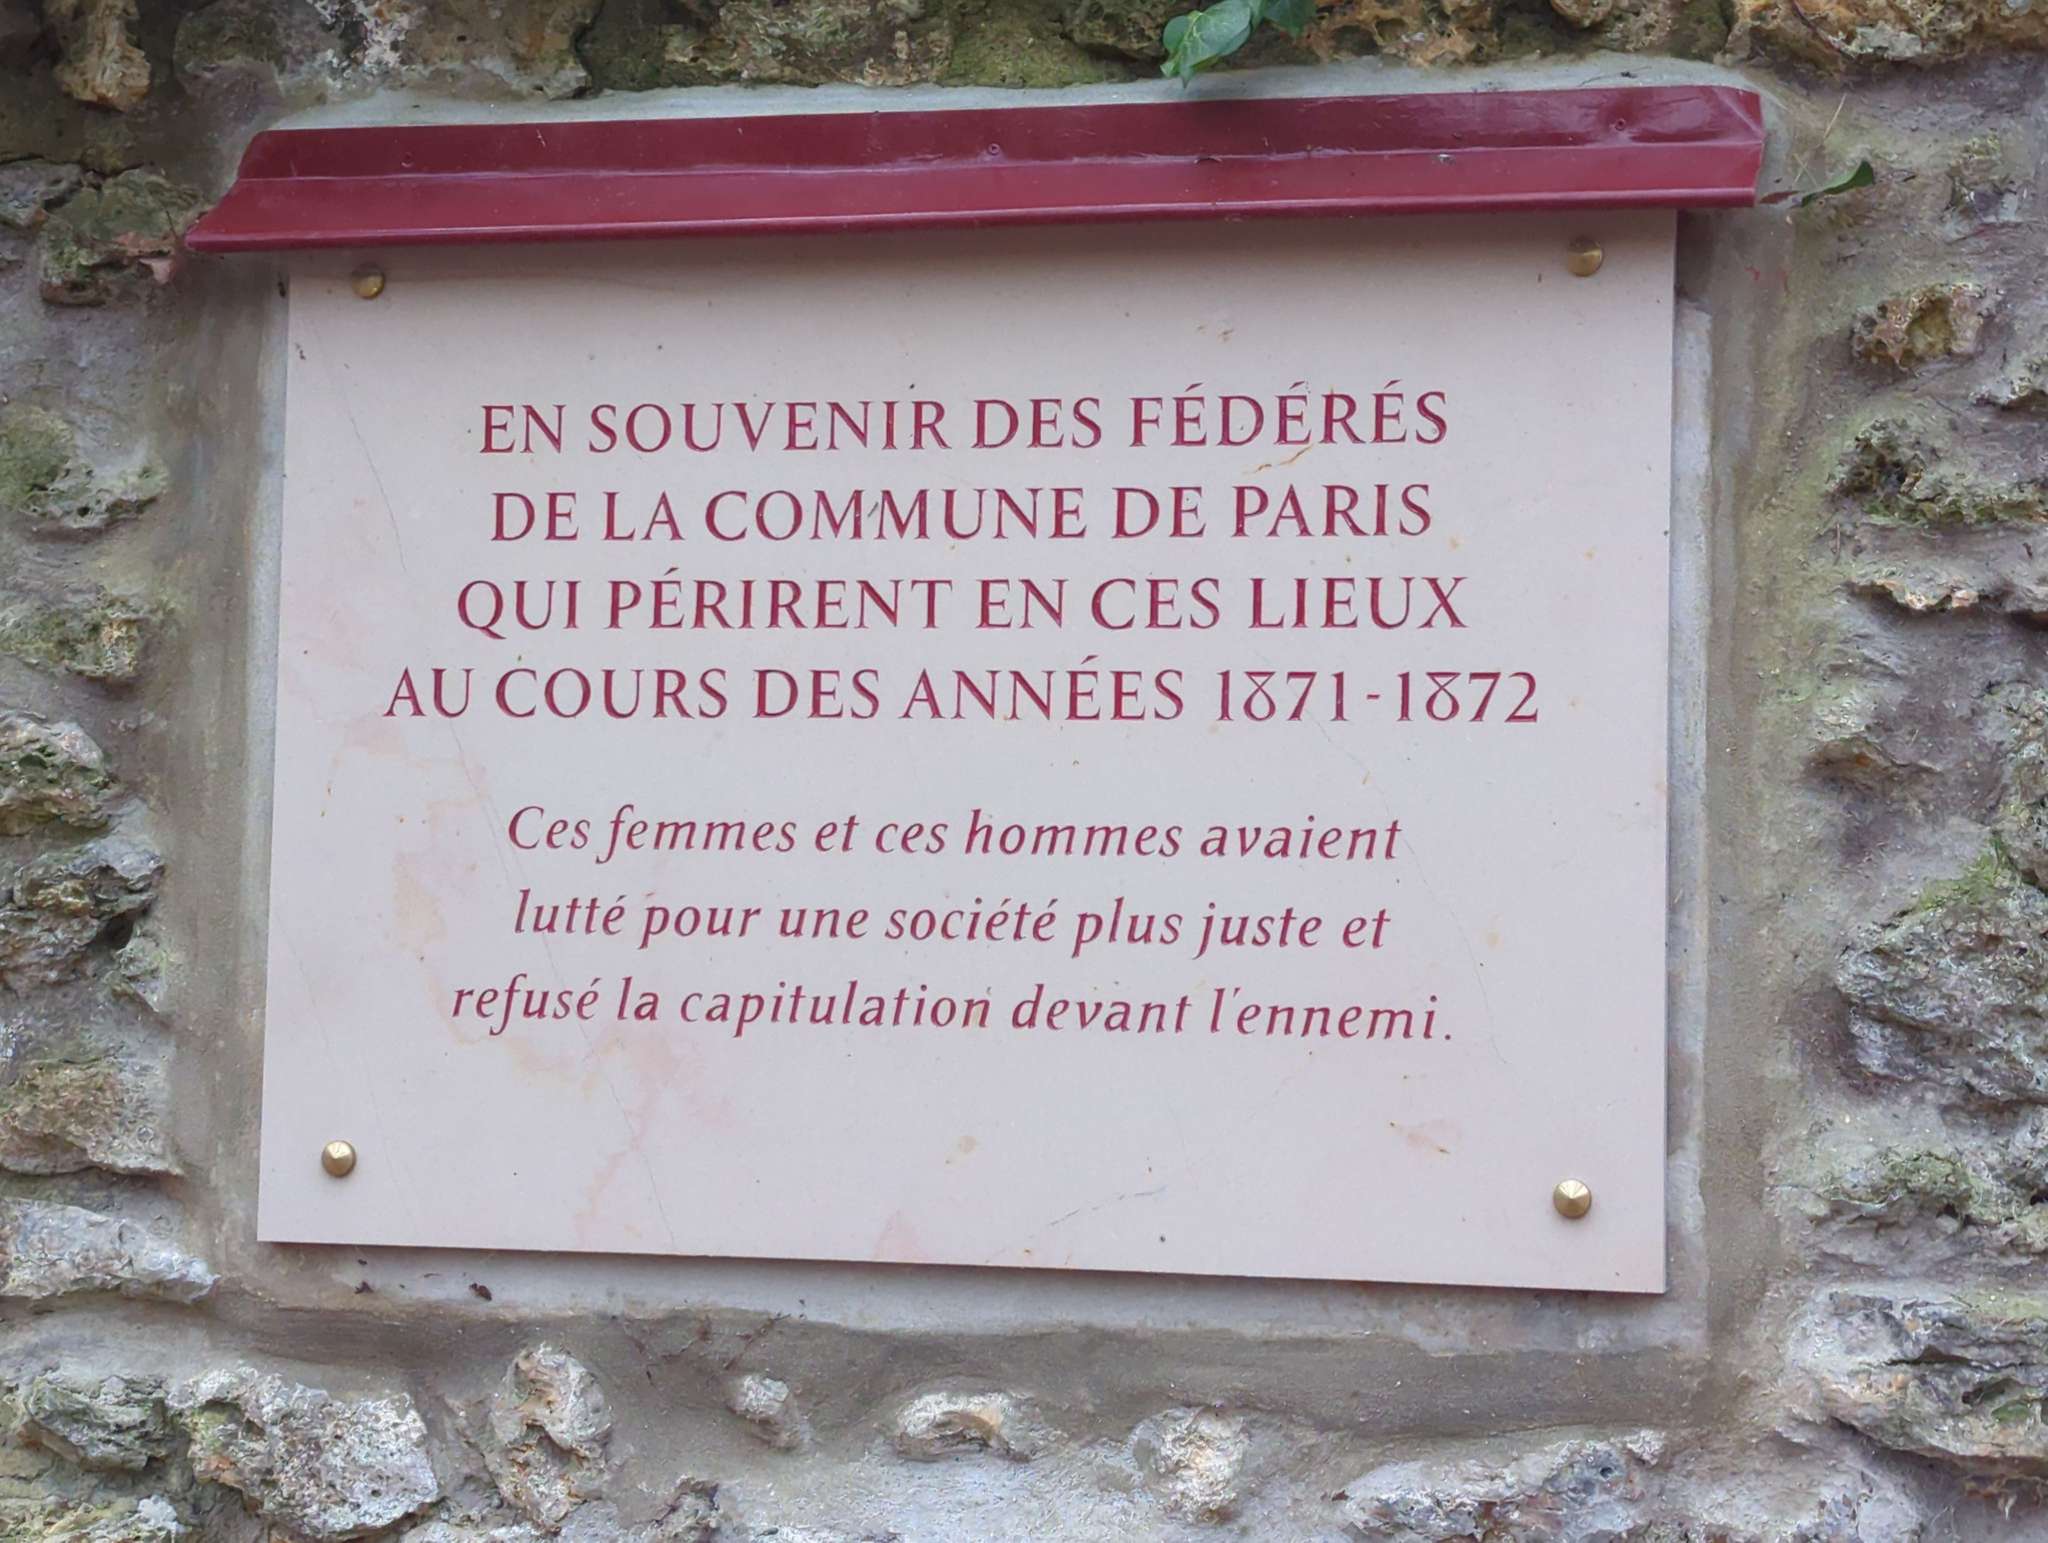 EN SOUVENIR DES FÉDÉRÉS
DE LA COMMUNE DE PARIS
QUI PÉRIRENT EN CES LIEUX
AU COURS DES ANNÉES 1871-1872
Ces femmes et ces hommes avaient
lutté pour une société plus juste et
refusé la capitulation devant l'ennemi.